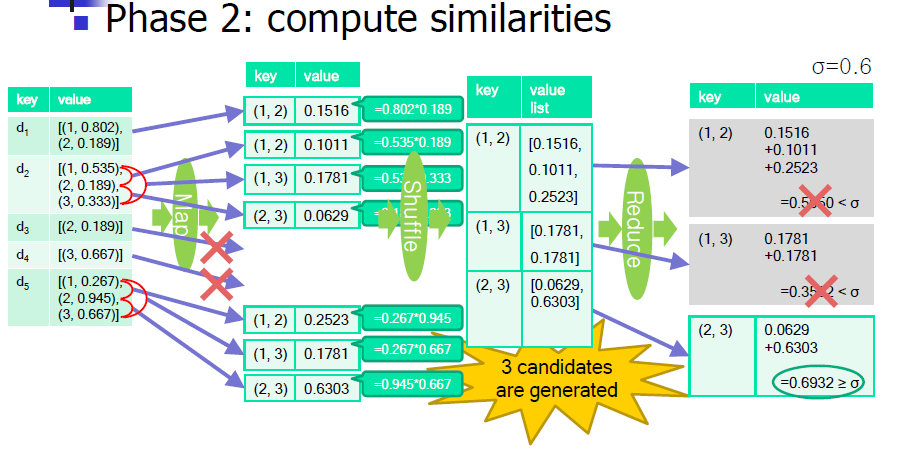 Phase 2: compute similarities
σ=0.6
key value
d1 [(1, 0.802),
(2, 0.189)]
d2 [(1, 0.535),
(2, 0.189),
(3, 0.333)]
d3 [(2, 0.189)]
d4 [(3, 0.667)]
d5 [(1, 0.267),
(2, 0.945),
(3, 0.667)]
Map
key value
(1, 2) 0.1516 =0.802*0.189
(1, 2) 0.1011 =0.535*0.189
(1, 3) 0.1781
(2, 3) 0.0629
(1, 2) 0.2523 =0.267*0.945
(1, 3) 0.1781 =0.267*0.667
(2, 3) 0.6303 =0.945*0.667
Shuffle
key value
list
(1, 2) [0.1516,
0.1011,
0.2523]
(1, 3) [0.1781,
0.1781]
(2, 3) [0.0629,
0.6303]
3 candidates
are generated
Reduce
key value
(1, 2) 0.1516
+0.1011
+0.2523
< σ
(1, 3) 0.1781
+0.1781
< σ
(2, 3) 0.0629
+0.6303
=0.6932 ≥ σ